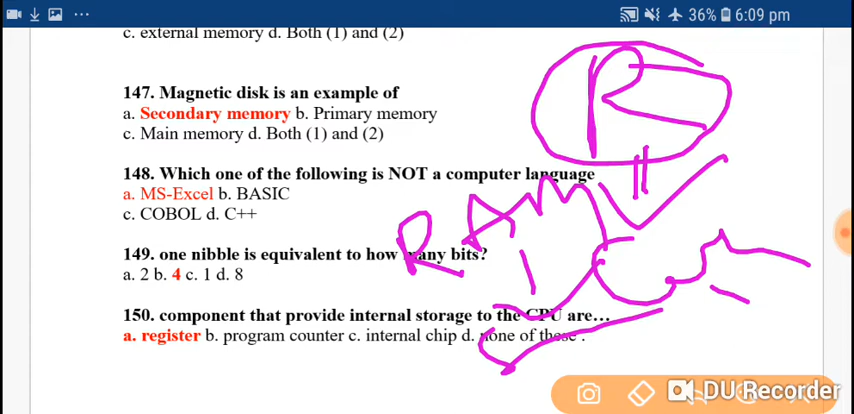 36% 6:09 pm
c. external memory d. Both (1) and (2)
147. Magnetic disk is an example of
a. Secondary memory b. Primary memory
c. Main memory d. Both (1) and (2)
148. Which one of the following is NOT a computer language
a. MS-Excel b. BASIC
c. COBOL d. C++
149. one nibble is equivalent to how many bits?
a. 2 b. 4 c. 1 d. 8
150. component that provide internal storage to the CPU are…
a. register b. program counter c. internal chip d. none of these .
R
RAM
DU Recorder